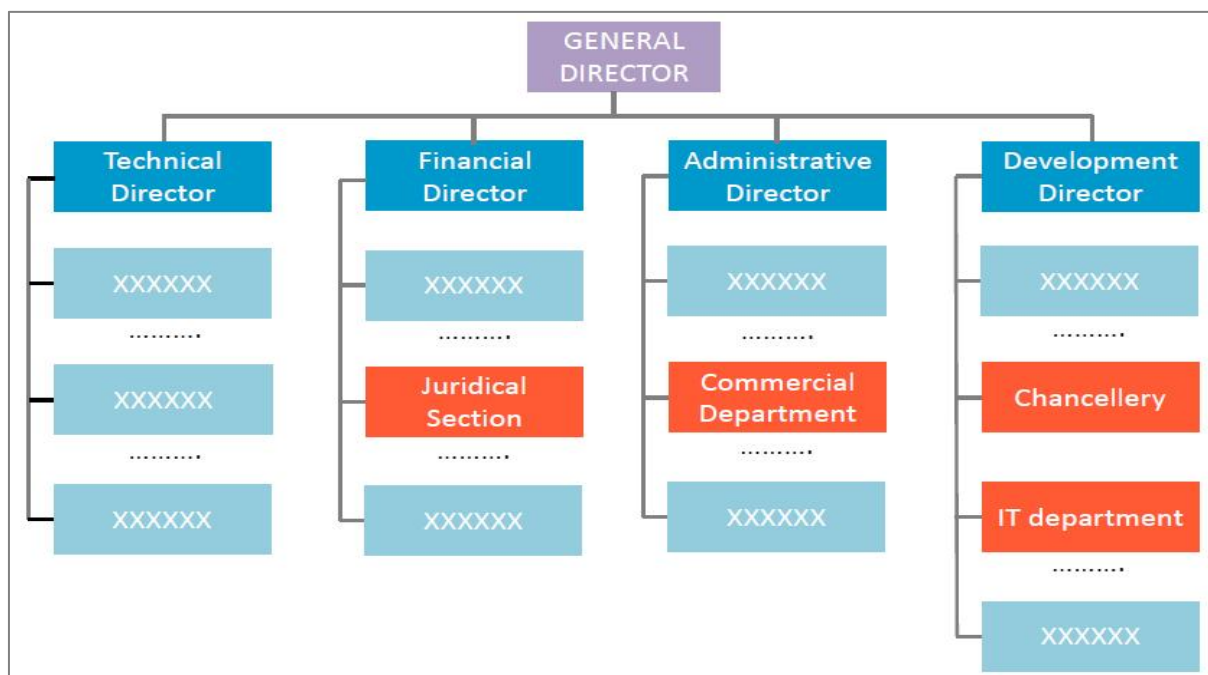 GENERAL
DIRECTOR
Technical
Director
XXXXXX
……….
XXXXXX
……….
XXXXXX
Financial
Director
XXXXXX
……….
Juridical
Section
……….
XXXXXX
Administrative
Director
XXXXXX
……….
Commercial
Department
……….
XXXXXX
Development
Director
XXXXXX
……….
Chancellery
IT department
……….
XXXXXX